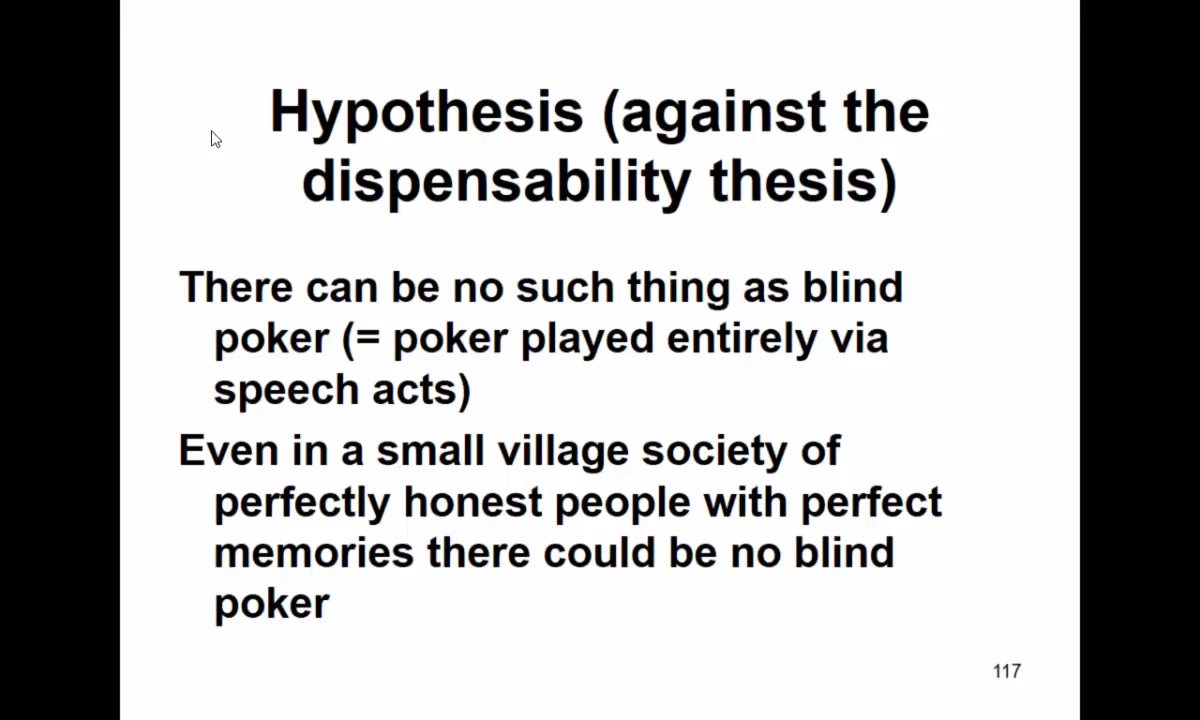 Hypothesis (against the
dispensability thesis)
There can be no such thing as blind
poker (= poker played entirely via
speech acts)
Even in a small village society of
perfectly honest people with perfect
memories there could be no blind
poker
117